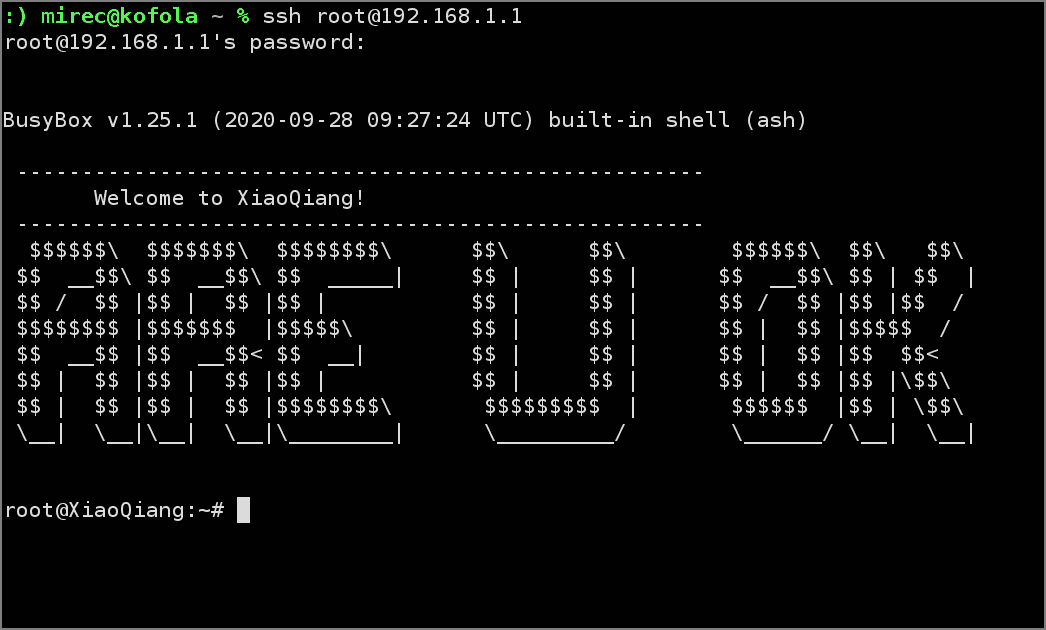 :) mirec@kofola ~ % ssh root@192.168.1.1
root@192.168.1.1's password:
BusyBox v1.25.1 (2020-09-28 09:27:24 UTC) built-in shell (ash)
-----------------------------------------------------
Welcome to XiaoQiang!
-----------------------------------------------------
  $$$$$$\  $$$$$$$\  $$$$$$$$\      $$\      $$\        $$$$$$\  $$\   $$\
 $$  __$$\ $$  __$$\ $$  _____|     $$ |     $$ |      $$  __$$\ $$ | $$  |
 $$ /  $$ |$$ |  $$ |$$ |           $$ |     $$ |      $$ /  $$ |$$ |$$  /
 $$$$$$$$ |$$$$$$$  |$$$$$\         $$ |     $$ |      $$ |  $$ |$$$$$  /
 $$  __$$ |$$  __$$< $$  __|        $$ |     $$ |      $$ |  $$ |$$  $$<
 $$ |  $$ |$$ |  $$ |$$ |           $$ |     $$ |      $$ |  $$ |$$ |\$$\
 $$ |  $$ |$$ |  $$ |$$$$$$$$\       $$$$$$$$$  |       $$$$$$  |$$ | \$$\
 \__|  \__|\__|  \__|\________|      \_________/        \______/ \__|  \__|
root@XiaoQiang:~#